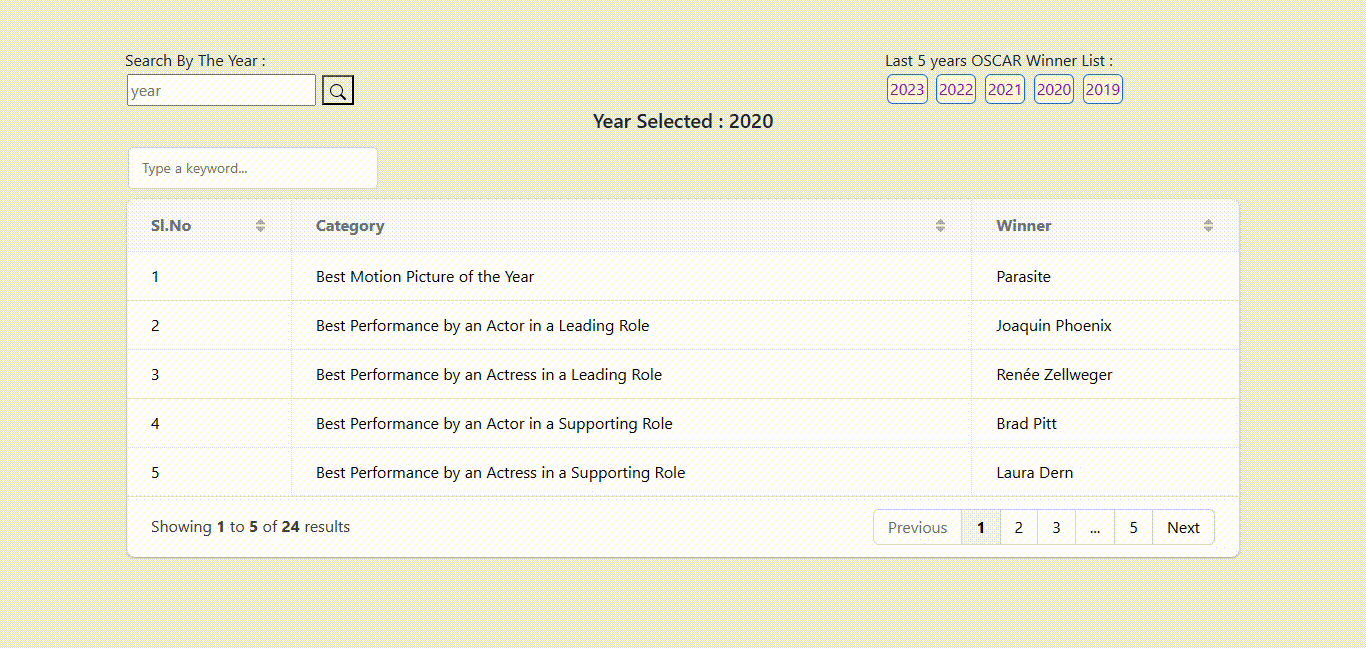 Search By The Year :
Last 5 years OSCAR Winner List :
year
2023 2022 2021 2020 2019
Year Selected : 2020
Type a keyword...
Sl.No Category Winner
1 Best Motion Picture of the Year Parasite
2 Best Performance by an Actor in a Leading Role Joaquin Phoenix
3 Best Performance by an Actress in a Leading Role Renée Zellweger
4 Best Performance by an Actor in a Supporting Role Brad Pitt
5 Best Performance by an Actress in a Supporting Role Laura Dern
Showing 1 to 5 of 24 results
Previous 1 2 3 ... 5 Next